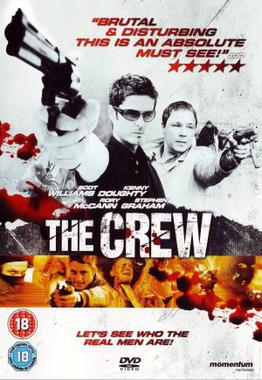 "BRUTAL
& DISTURBING
THIS IS AN ABSOLUTE
MUST SEE!"
SCOT WILLIAMS
KENNY DOUGHTY
RORY McCANN
STEPHEN GRAHAM
THE CREW
18
18
LET'S SEE WHO THE
REAL MEN ARE!
DVD
VIDEO
momentum
PICTURES